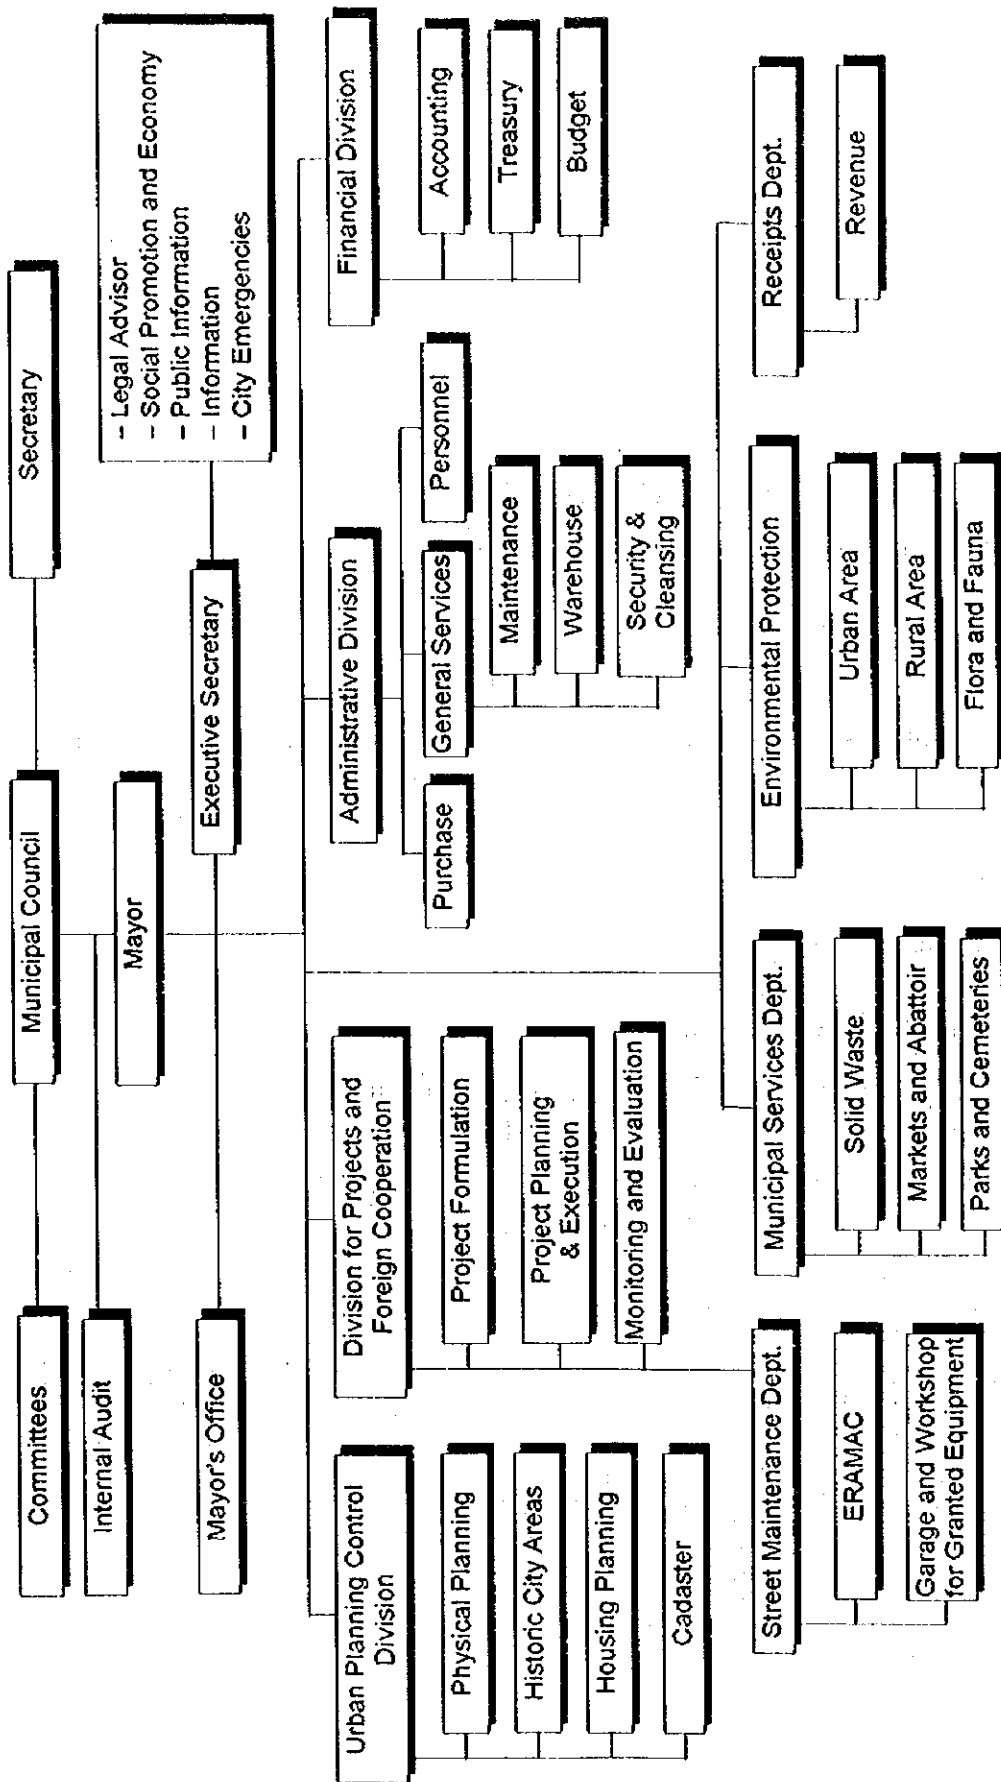 Municipal Council
Secretary
Committees
Internal Audit
Mayor
Mayor's Office
Executive Secretary
– Legal Advisor
– Social Promotion and Economy
– Public Information
– Information
– City Emergencies
Urban Planning Control
Division
Physical Planning
Historic City Areas
Housing Planning
Cadaster
Division for Projects and
Foreign Cooperation
Project Formulation
Project Planning
& Execution
Monitoring and Evaluation
Administrative Division
Purchase
General Services
Personnel
Maintenance
Warehouse
Security &
Cleansing
Financial Division
Accounting
Treasury
Budget
Street Maintenance Dept.
ERAMAC
Garage and Workshop
for Granted Equipment
Municipal Services Dept.
Solid Waste
Markets and Abattoir
Parks and Cemeteries
Environmental Protection
Urban Area
Rural Area
Flora and Fauna
Receipts Dept.
Revenue